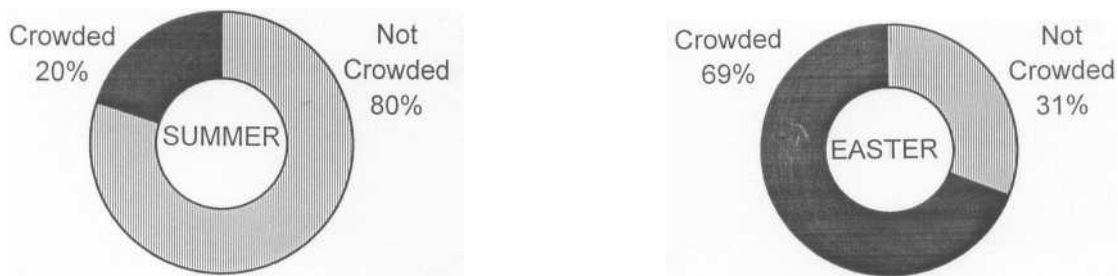 Crowded
20%
Not
Crowded
80%
SUMMER
Crowded
69%
Not
Crowded
31%
EASTER